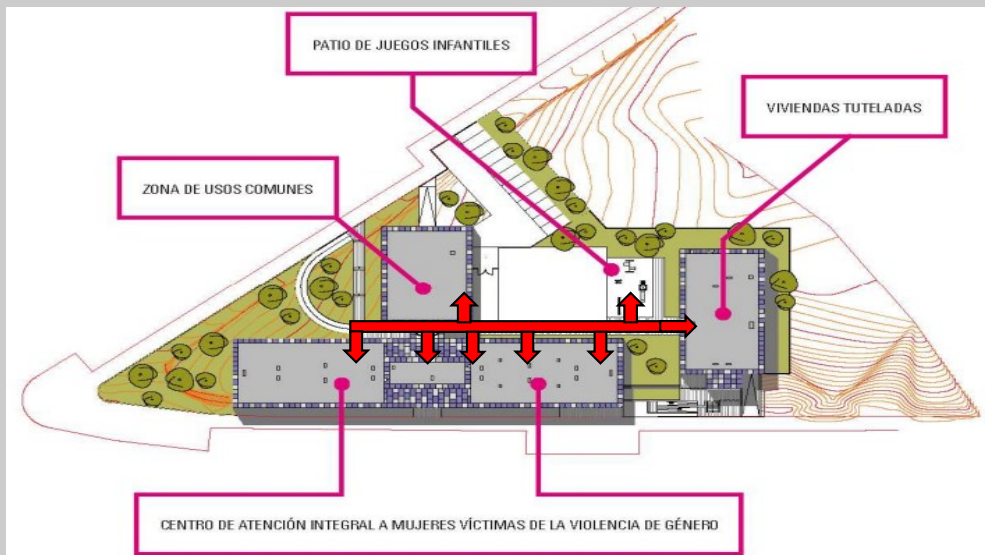 PATIO DE JUEGOS INFANTILES
VIVIENDAS TUTELADAS
ZONA DE USOS COMUNES
CENTRO DE ATENCIÓN INTEGRAL A MUJERES VÍCTIMAS DE LA VIOLENCIA DE GÉNERO